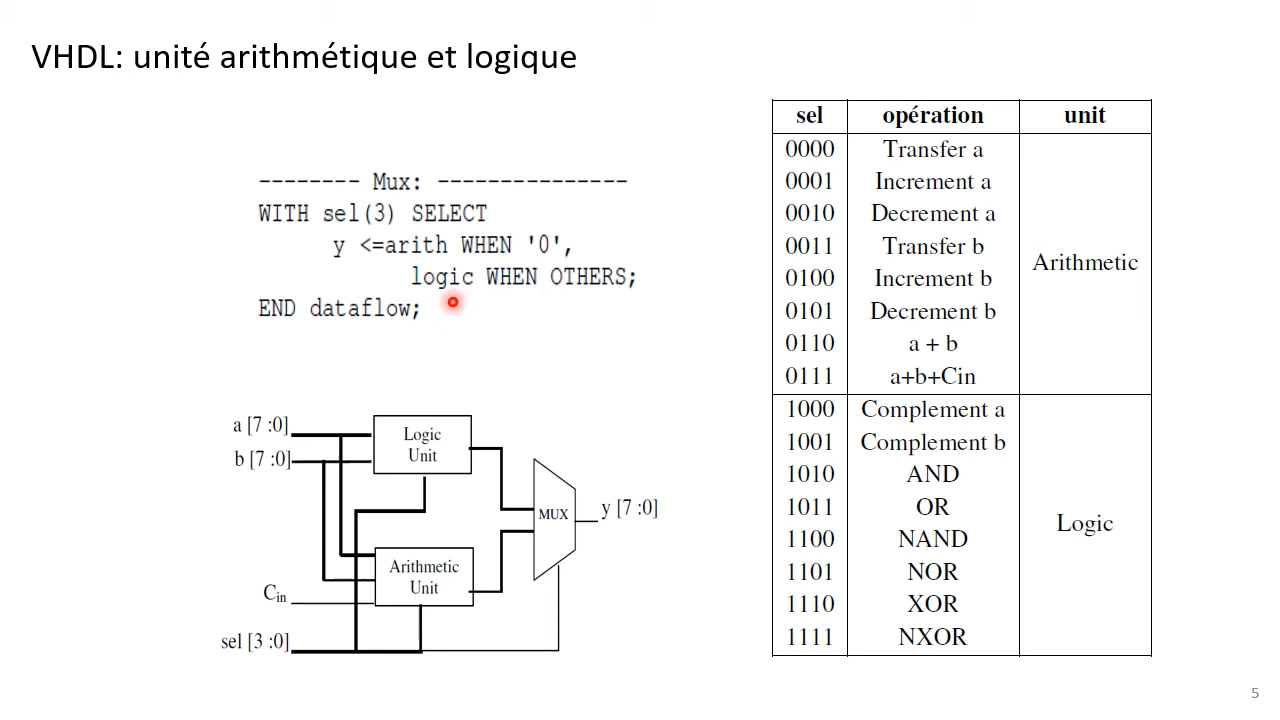 VHDL: unité arithmétique et logique
-------- Mux: ---------------
WITH sel(3) SELECT
y <=arith WHEN '0',
logic WHEN OTHERS;
END dataflow;
a [7 :0]
b [7 :0]
Logic
Unit
MUX
y [7 :0]
Arithmetic
Unit
Cin
sel [3 :0]
sel opération unit
0000 Transfer a
0001 Increment a
0010 Decrement a
0011 Transfer b
Arithmetic
0100 Increment b
0101 Decrement b
0110 a + b
0111 a+b+Cin
1000 Complement a
1001 Complement b
1010 AND
1011 OR
Logic
1100 NAND
1101 NOR
1110 XOR
1111 NXOR
5